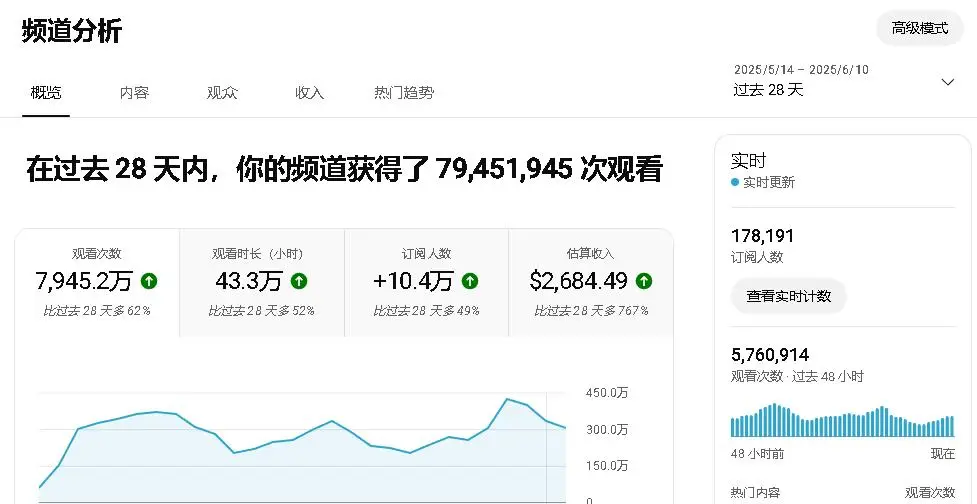 频道分析
高级模式
概览
内容
观众
收入
热门趋势
2025/5/14 – 2025/6/10
过去 28 天
在过去 28 天内，你的频道获得了 79,451,945 次观看
观看次数
7,945.2万
比过去 28 天多 62%
观看时长（小时）
43.3万
比过去 28 天多 52%
订阅人数
+10.4万
比过去 28 天多 49%
估算收入
$2,684.49
比过去 28 天多 767%
450.0万
300.0万
150.0万
0
实时
实时更新
178,191
订阅人数
查看实时计数
5,760,914
观看次数 · 过去 48 小时
48 小时前
现在
热门内容
观看次数